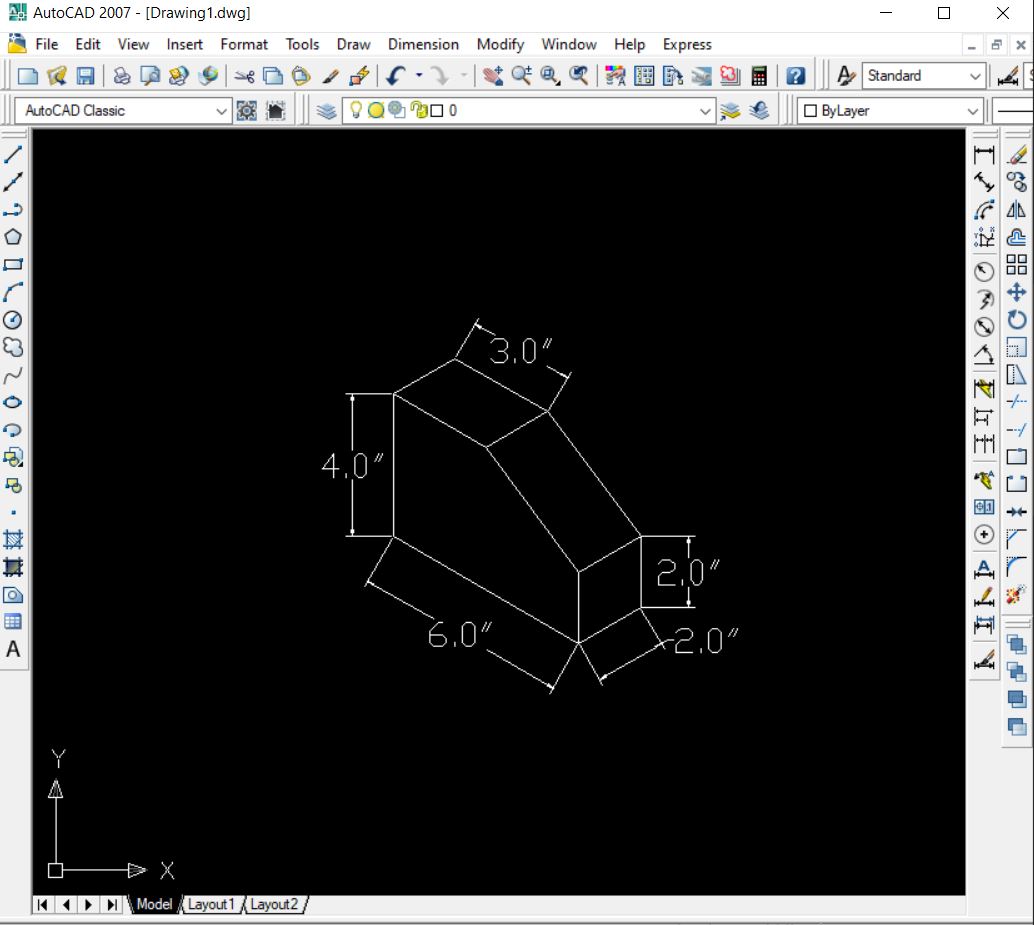 AutoCAD 2007 - [Drawing1.dwg]
File Edit View Insert Format Tools Draw Dimension Modify Window Help Express
Standard
AutoCAD Classic 0 ByLayer
3.0"
4.0"
2.0"
6.0" 2.0"
Y
X
Model Layout1 Layout2
A